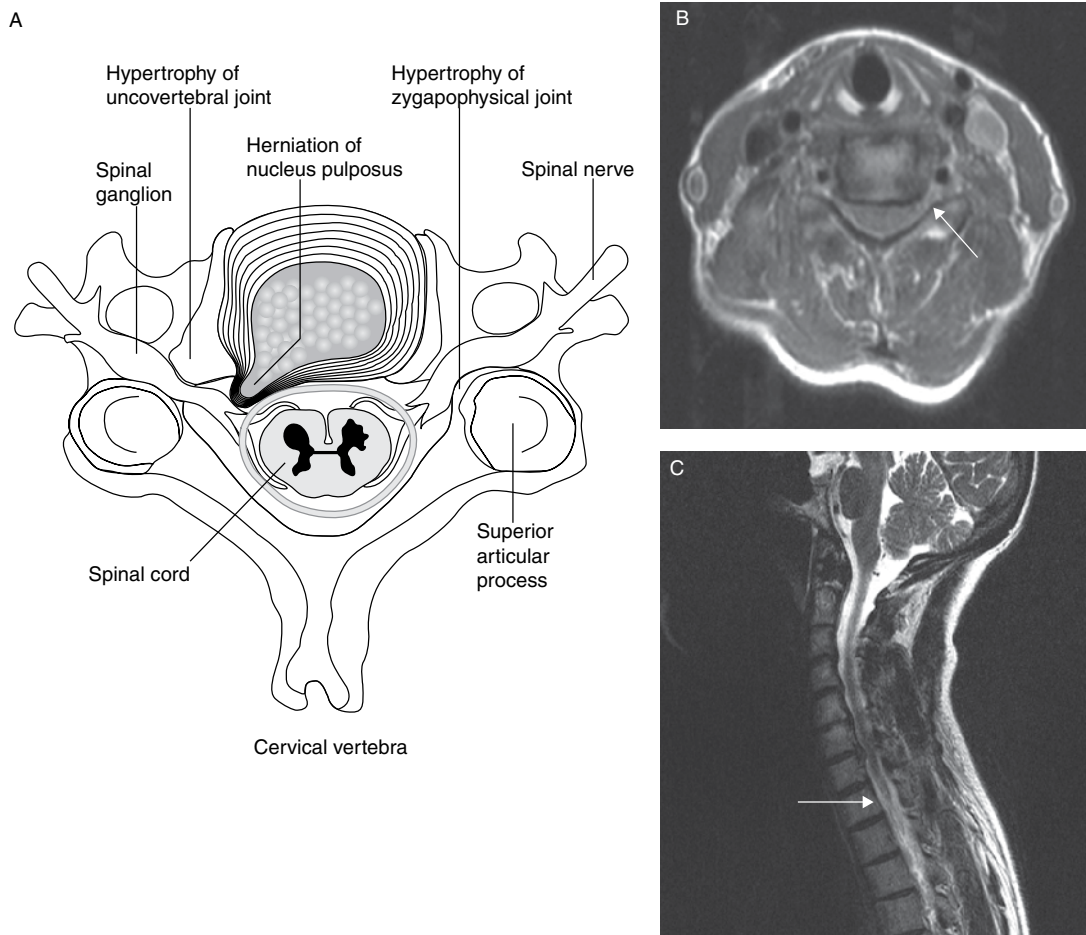 A
Hypertrophy of
uncovertebral joint
Hypertrophy of
zygapophysical joint
Herniation of
nucleus pulposus
Spinal
ganglion
Spinal nerve
Spinal cord
Superior
articular
process
Cervical vertebra
B
C